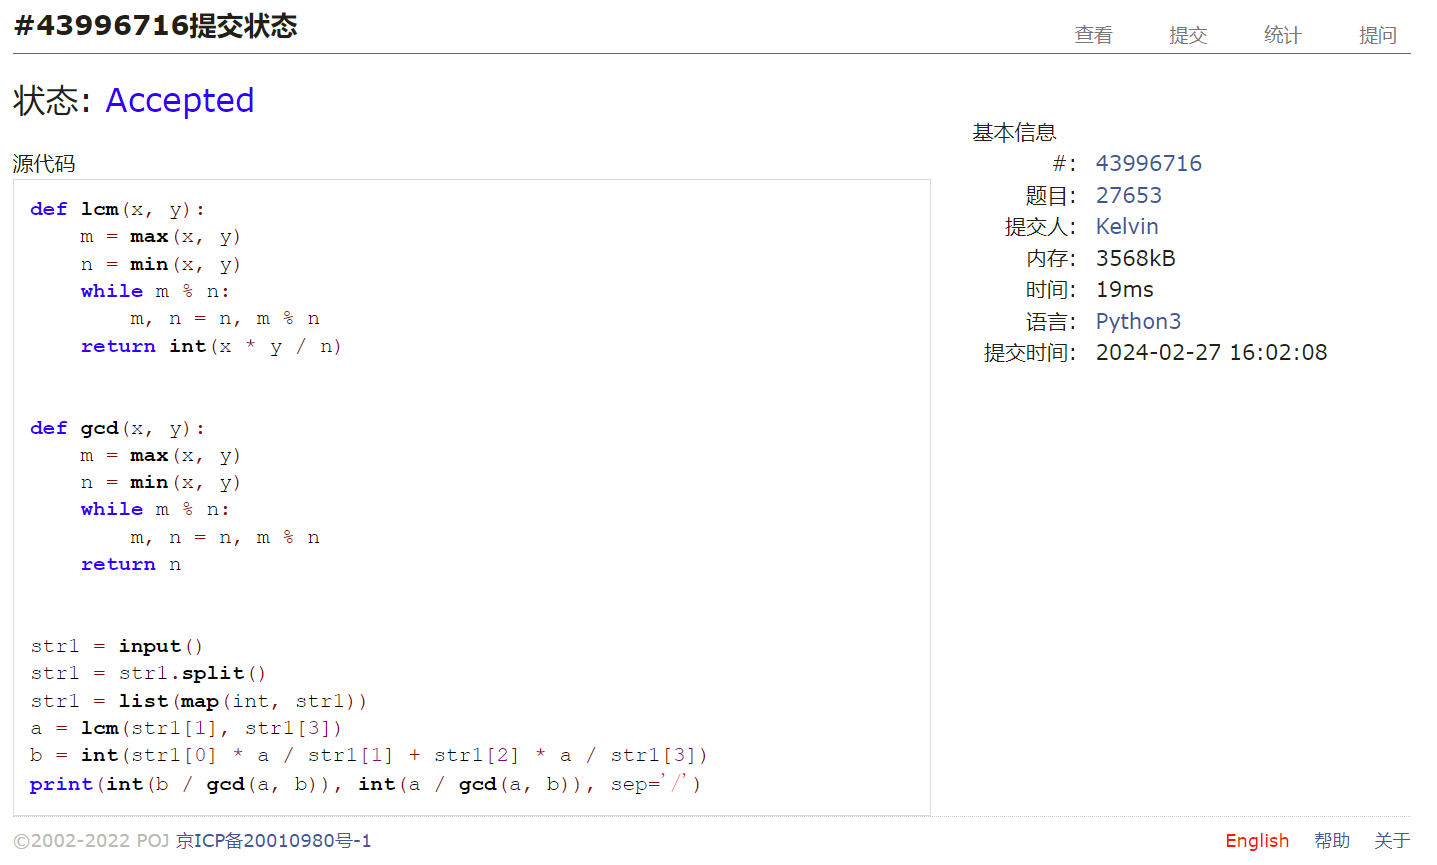 #43996716提交状态
查看 提交 统计 提问
状态: Accepted
源代码
def lcm(x, y):
    m = max(x, y)
    n = min(x, y)
    while m % n:
        m, n = n, m % n
    return int(x * y / n)
def gcd(x, y):
    m = max(x, y)
    n = min(x, y)
    while m % n:
        m, n = n, m % n
    return n
str1 = input()
str1 = str1.split()
str1 = list(map(int, str1))
a = lcm(str1[1], str1[3])
b = int(str1[0] * a / str1[1] + str1[2] * a / str1[3])
print(int(b / gcd(a, b)), int(a / gcd(a, b)), sep='/')
基本信息
#: 43996716
题目: 27653
提交人: Kelvin
内存: 3568kB
时间: 19ms
语言: Python3
提交时间: 2024-02-27 16:02:08
©2002-2022 POJ 京ICP备20010980号-1
English 帮助 关于